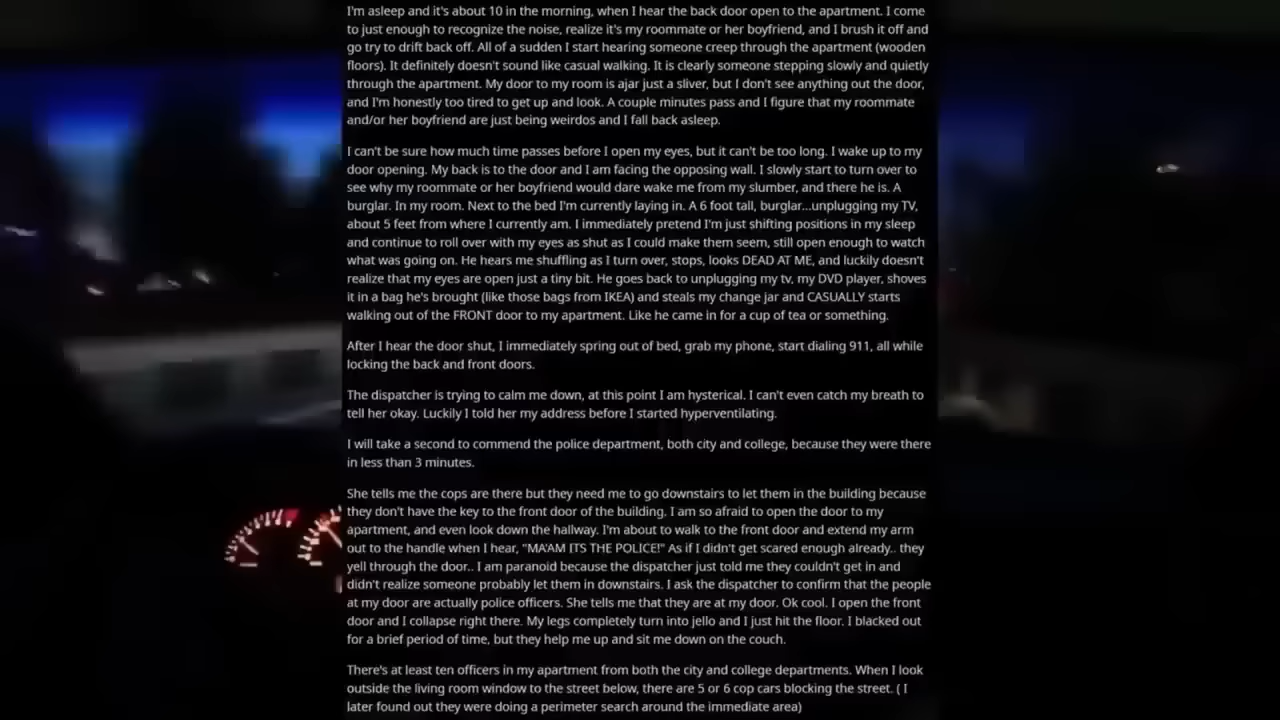 I'm asleep and it's about 10 in the morning, when I hear the back door open to the apartment. I come
to just enough to recognize the noise, realize it's my roommate or her boyfriend, and I brush it off and
go try to drift back off. All of a sudden I start hearing someone creep through the apartment (wooden
floors). It definitely doesn't sound like casual walking. It is clearly someone stepping slowly and quietly
through the apartment. My door to my room is ajar just a sliver, but I don't see anything out the door,
and I'm honestly too tired to get up and look. A couple minutes pass and I figure that my roommate
and/or her boyfriend are just being weirdos and I fall back asleep.
I can't be sure how much time passes before I open my eyes, but it can't be too long. I wake up to my
door opening. My back is to the door and I am facing the opposing wall. I slowly start to turn over to
see why my roommate or her boyfriend would dare wake me from my slumber, and there he is. A
burglar. In my room. Next to the bed I'm currently laying in. A 6 foot tall, burglar...unplugging my TV,
about 5 feet from where I currently am. I immediately pretend I'm just shifting positions in my sleep
and continue to roll over with my eyes as shut as I could make them seem, still open enough to watch
what was going on. He hears me shuffling as I turn over, stops, looks DEAD AT ME, and luckily doesn't
realize that my eyes are open just a tiny bit. He goes back to unplugging my tv, my DVD player, shoves
it in a bag he's brought (like those bags from IKEA) and steals my change jar and CASUALLY starts
walking out of the FRONT door to my apartment. Like he came in for a cup of tea or something.
After I hear the door shut, I immediately spring out of bed, grab my phone, start dialing 911, all while
locking the back and front doors.
The dispatcher is trying to calm me down, at this point I am hysterical. I can't even catch my breath to
tell her okay. Luckily I told her my address before I started hyperventilating.
I will take a second to commend the police department, both city and college, because they were there
in less than 3 minutes.
She tells me the cops are there but they need me to go downstairs to let them in the building because
they don't have the key to the front door of the building. I am so afraid to open the door to my
apartment, and even look down the hallway. I'm about to walk to the front door and extend my arm
out to the handle when I hear, "MA'AM ITS THE POLICE!" As if I didn't get scared enough already.. they
yell through the door.. I am paranoid because the dispatcher just told me they couldn't get in and
didn't realize someone probably let them in downstairs. I ask the dispatcher to confirm that the people
at my door are actually police officers. She tells me that they are at my door. Ok cool. I open the front
door and I collapse right there. My legs completely turn into jello and I just hit the floor. I blacked out
for a brief period of time, but they help me up and sit me down on the couch.
There's at least ten officers in my apartment from both the city and college departments. When I look
outside the living room window to the street below, there are 5 or 6 cop cars blocking the street. ( I
later found out they were doing a perimeter search around the immediate area)